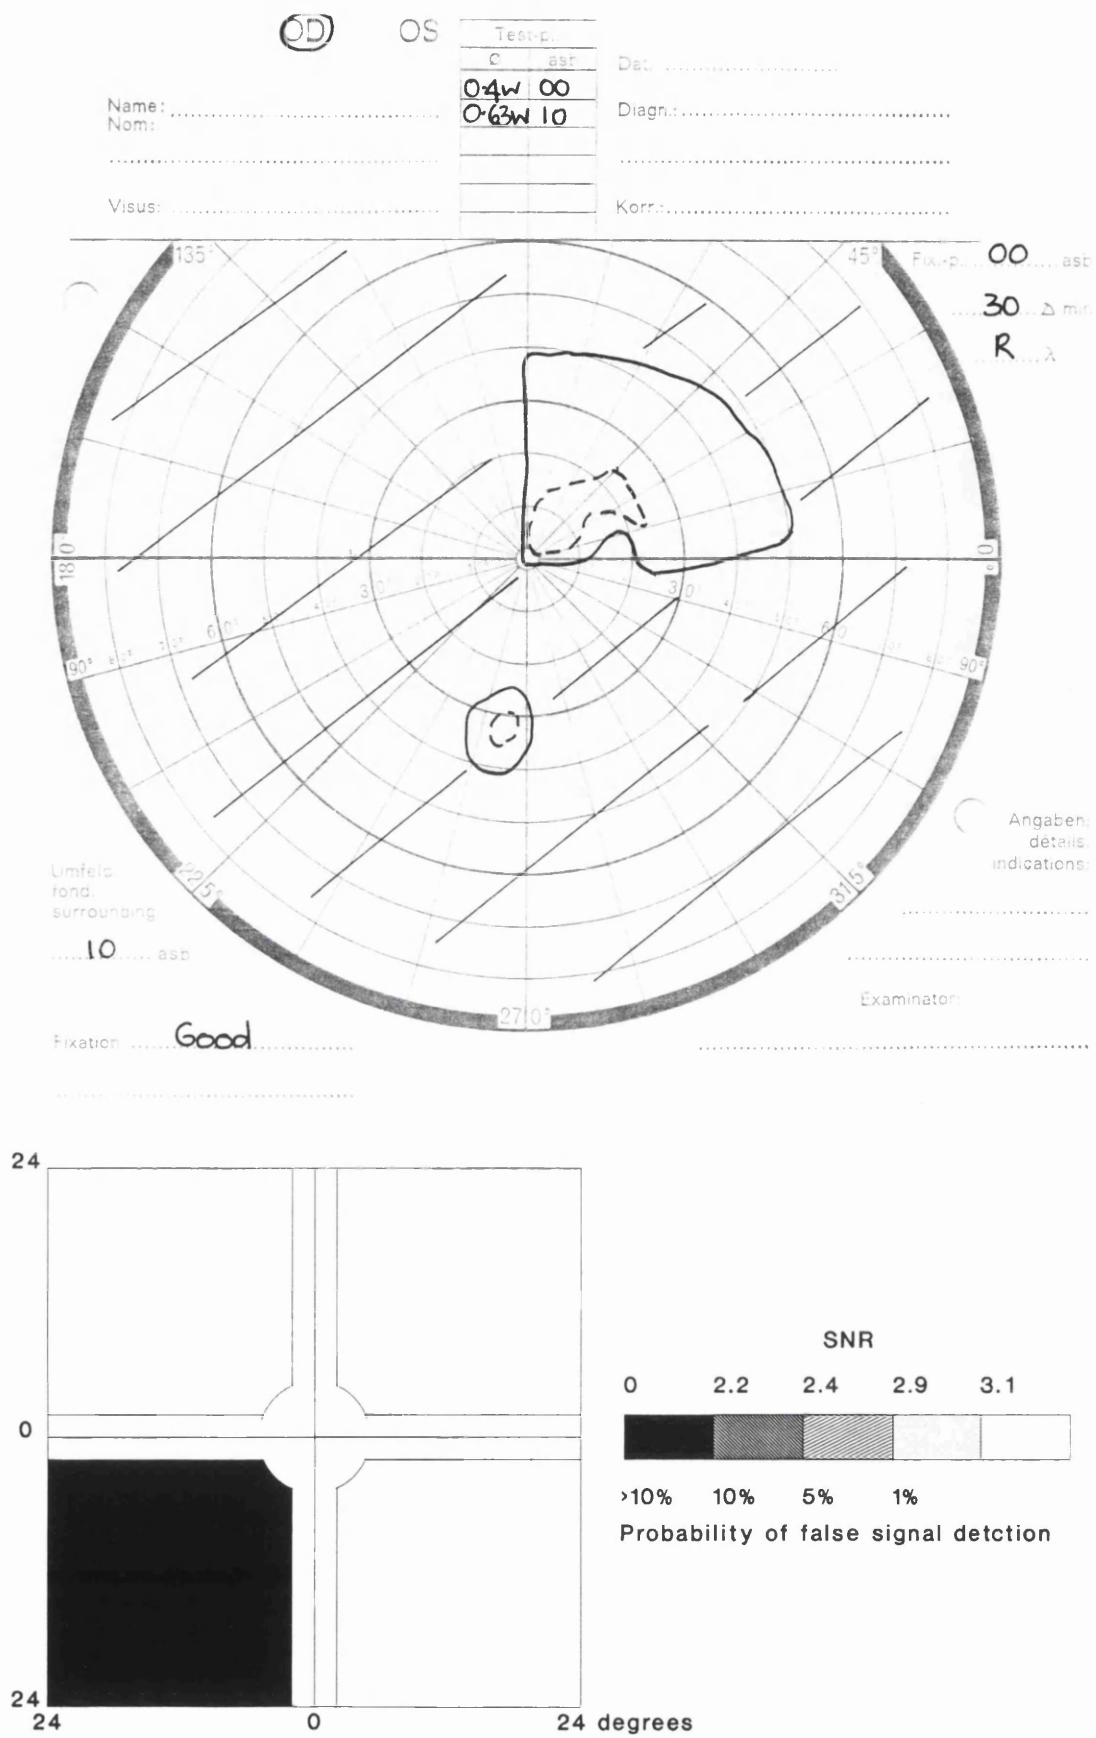 OD OS
Test-p.
Ø asb
0.4W 00
0.63W 10
Dat.
Name:
Nom:
Diagn.:
Visus:
Korr.:
135°
45°
Fix.-p. 00 asb
30 Δ min
R λ
180°
0°
30
30
60
60
90°
90°
225°
315°
270°
Umfeld
fond.
surrounding
10 asb
Angaben:
détails:
indications:
Examinator:
Fixation Good
24
0
24
24 0 24 degrees
SNR
0 2.2 2.4 2.9 3.1
>10% 10% 5% 1%
Probability of false signal detction